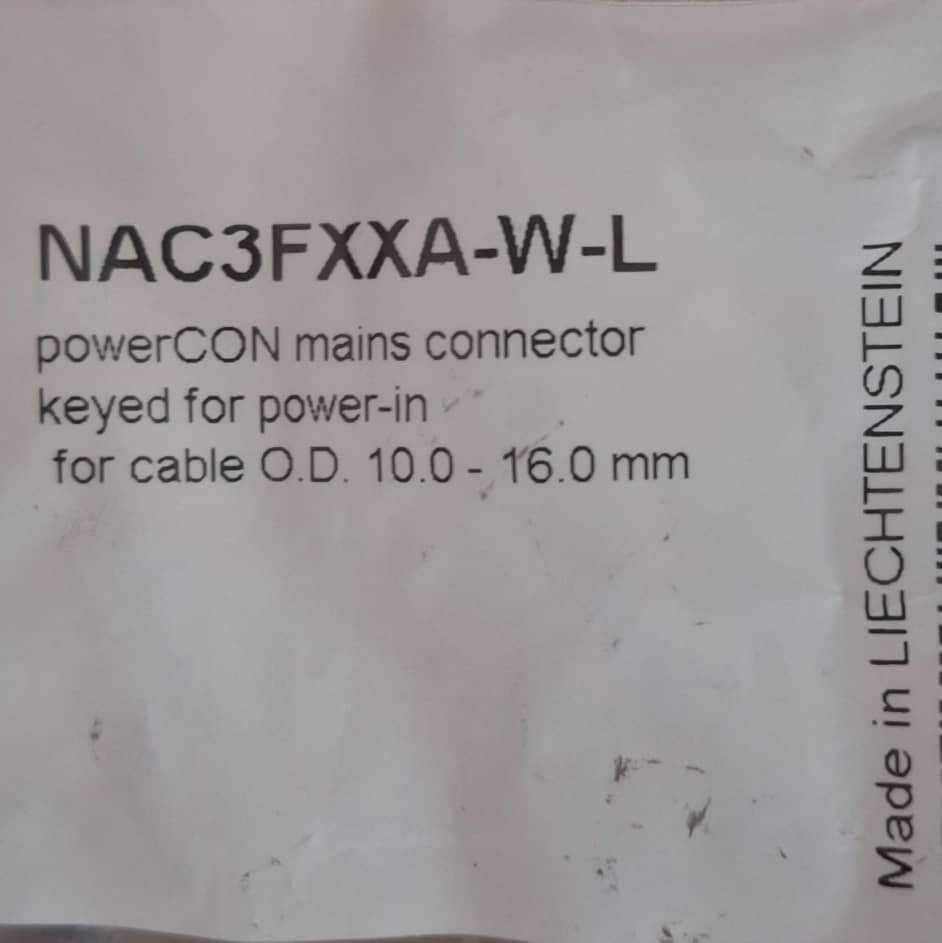 NAC3FXXA-W-L
powerCON mains connector
keyed for power-in
for cable O.D. 10.0 - 16.0 mm
Made in LIECHTENSTEIN